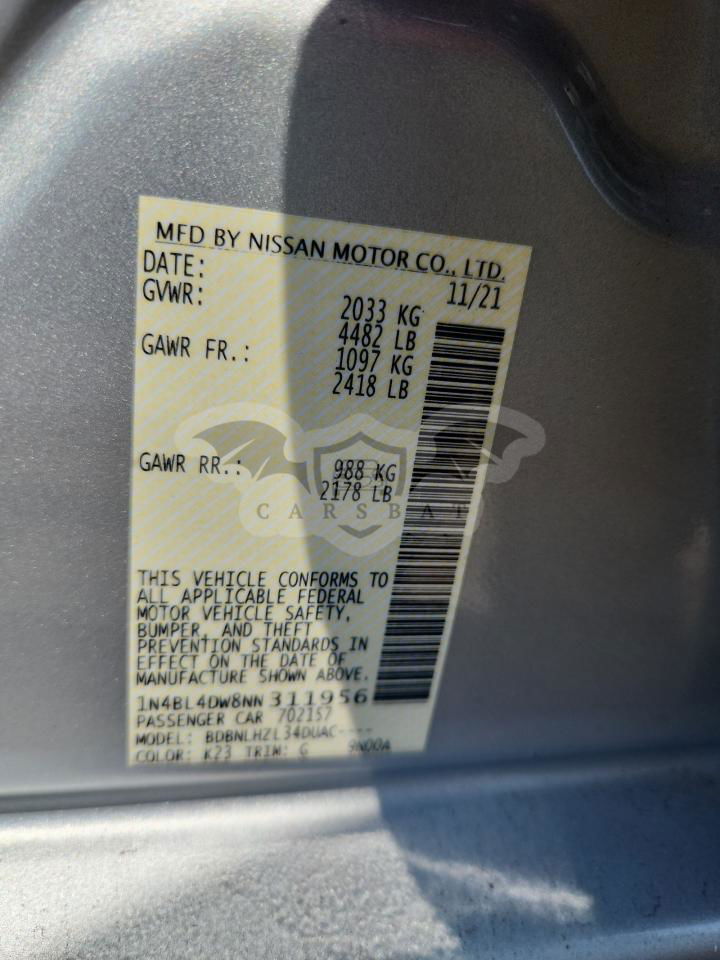 MFD BY NISSAN MOTOR CO., LTD.
DATE: 11/21
GVWR: 2033 KG
4482 LB
GAWR FR.: 1097 KG
2418 LB
GAWR RR.: 988 KG
2178 LB
CARSBAT
THIS VEHICLE CONFORMS TO
ALL APPLICABLE FEDERAL
MOTOR VEHICLE SAFETY,
BUMPER, AND THEFT
PREVENTION STANDARDS IN
EFFECT ON THE DATE OF
MANUFACTURE SHOWN ABOVE.
1N4BL4DW8NN311956
PASSENGER CAR 702157
MODEL: BDBNLHZL34DUAC----
COLOR: K23 TRIM: G 9N00A